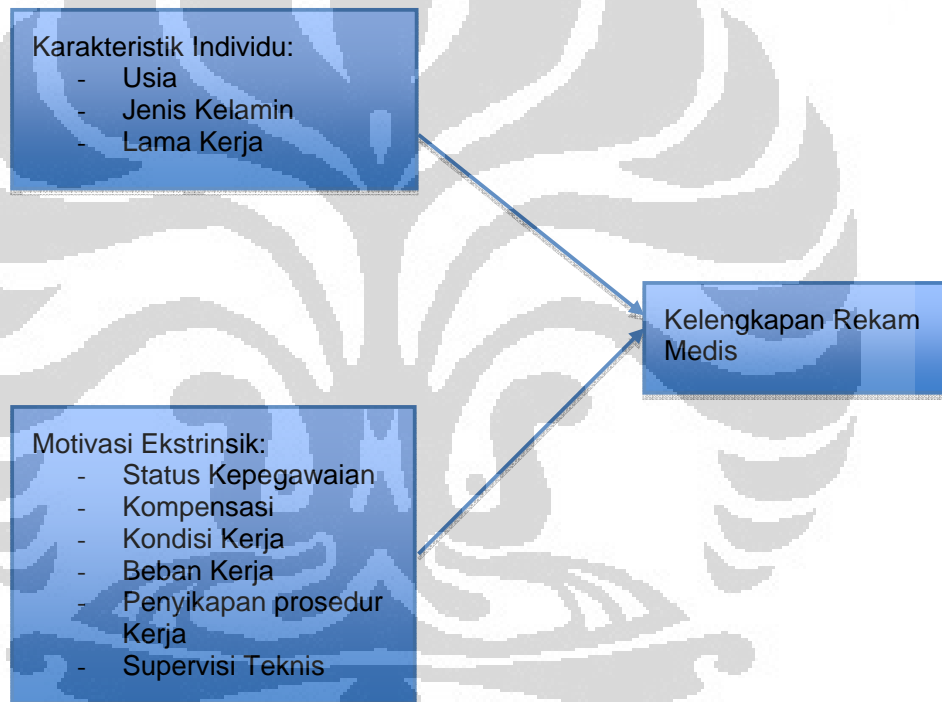 Karakteristik Individu:
- Usia
- Jenis Kelamin
- Lama Kerja
Kelengkapan Rekam
Medis
Motivasi Ekstrinsik:
- Status Kepegawaian
- Kompensasi
- Kondisi Kerja
- Beban Kerja
- Penyikapan prosedur
Kerja
- Supervisi Teknis